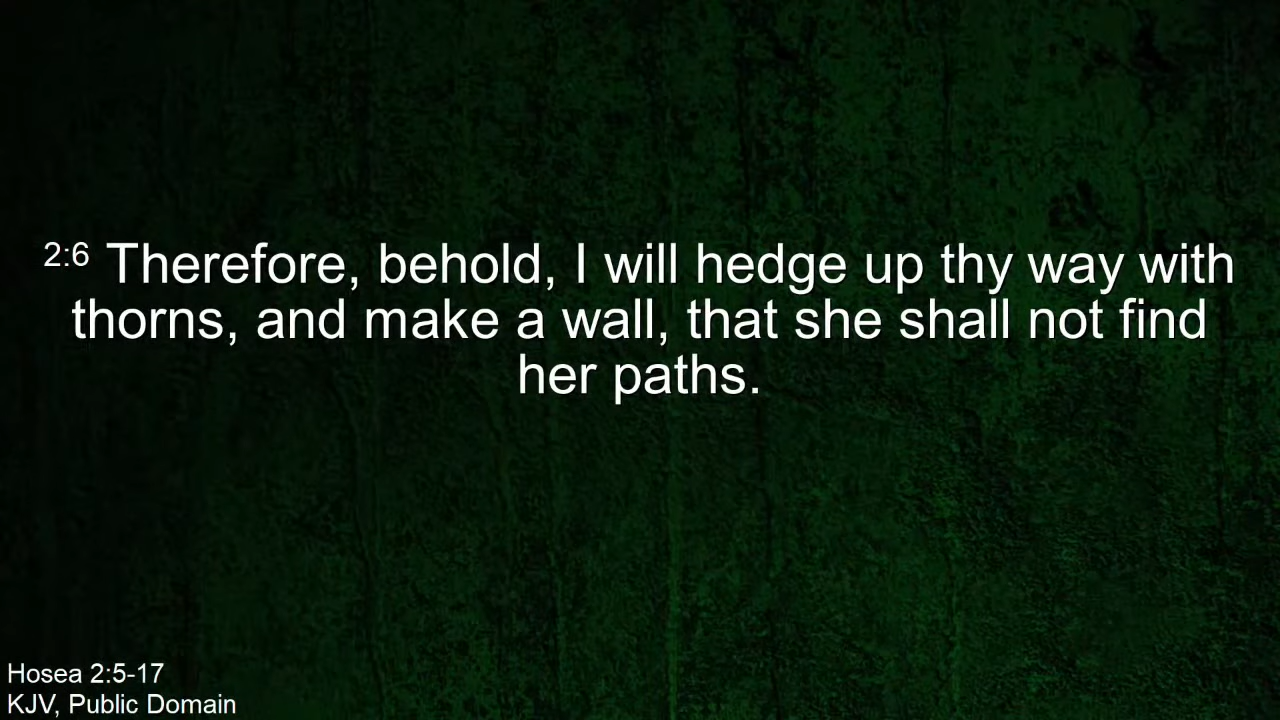 2:6 Therefore, behold, I will hedge up thy way with
thorns, and make a wall, that she shall not find
her paths.
Hosea 2:5-17
KJV, Public Domain